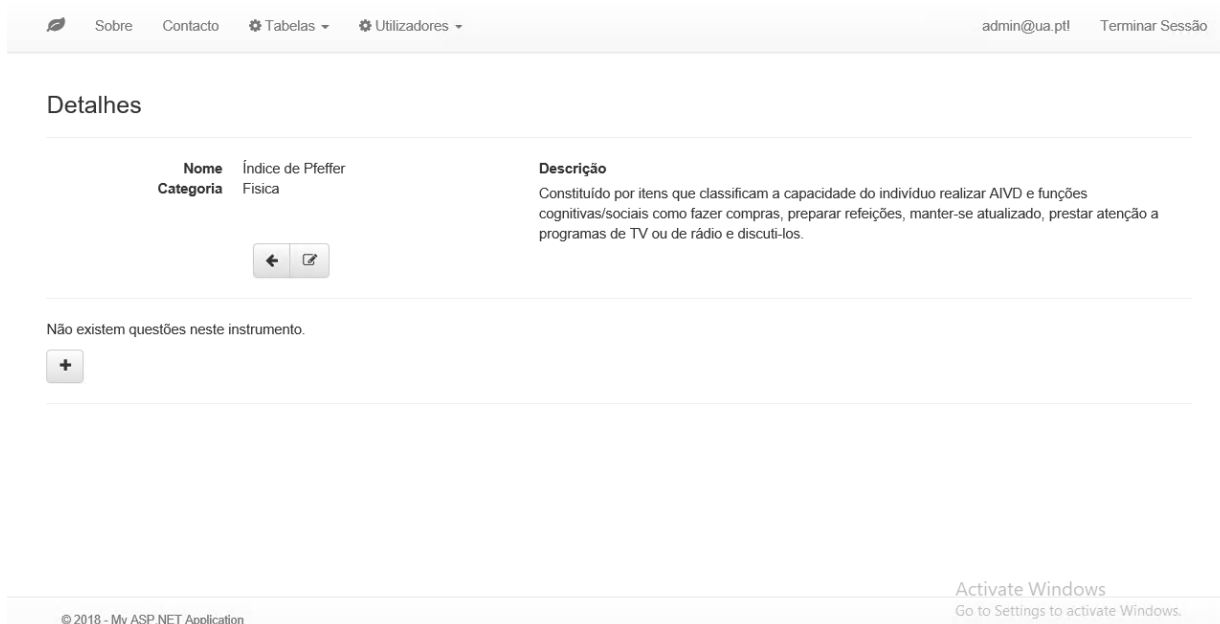 Sobre Contacto Tabelas Utilizadores admin@ua.pt! Terminar Sessão
Detalhes
Nome Índice de Pfeffer
Categoria Fisica
Descrição
Constituído por itens que classificam a capacidade do indivíduo realizar AIVD e funções
cognitivas/sociais como fazer compras, preparar refeições, manter-se atualizado, prestar atenção a
programas de TV ou de rádio e discuti-los.
Não existem questões neste instrumento.
Activate Windows
Go to Settings to activate Windows.
© 2018 - My ASP.NET Application